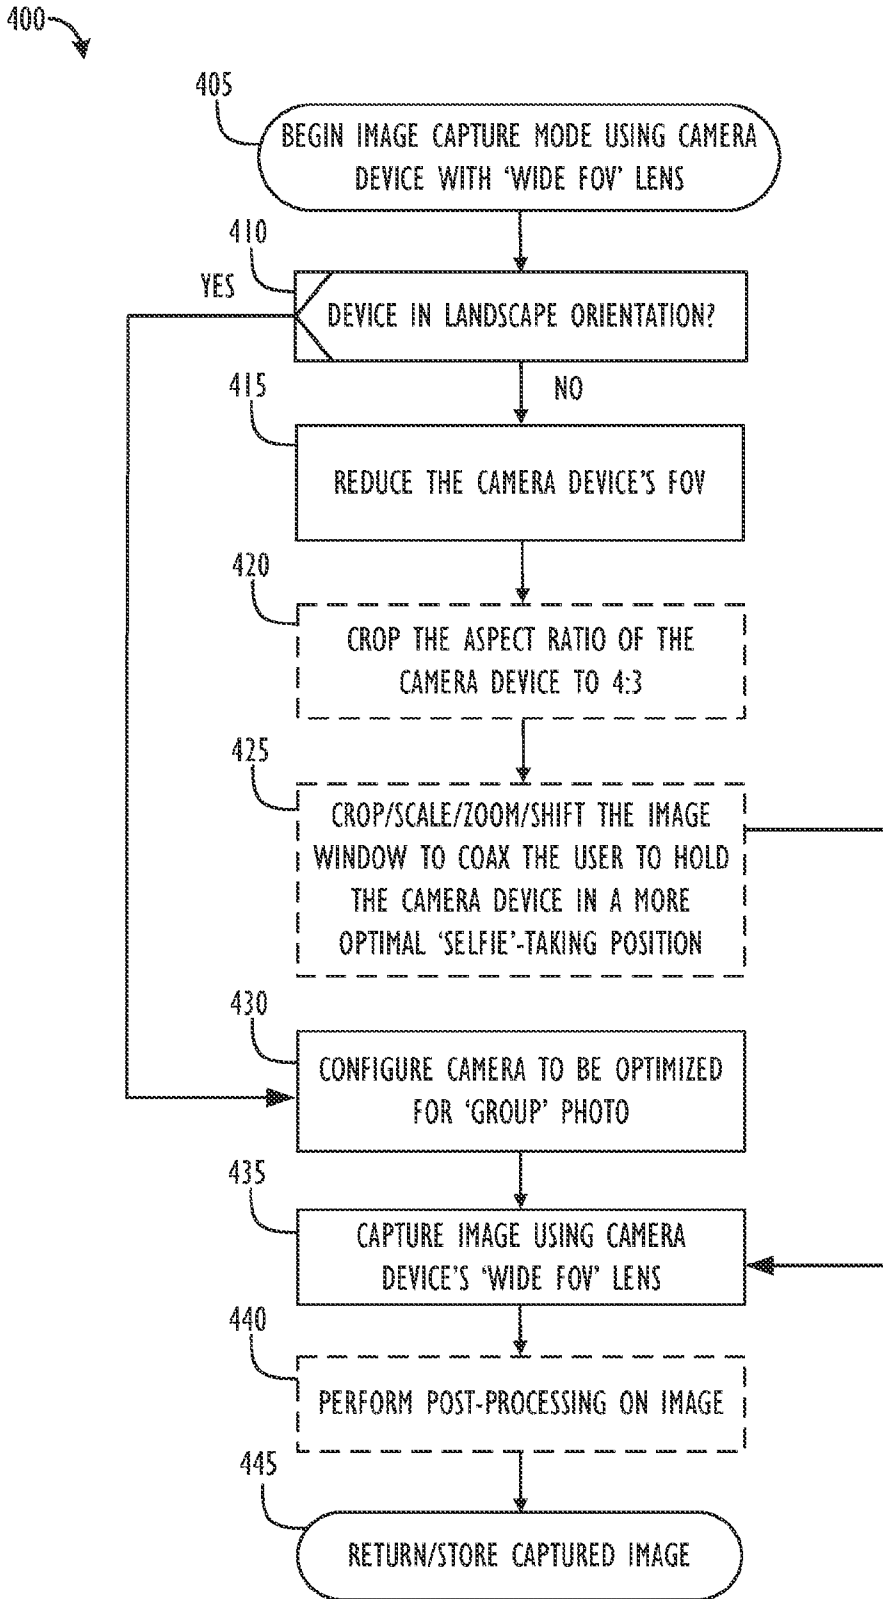 400
405
BEGIN IMAGE CAPTURE MODE USING CAMERA
DEVICE WITH ‘WIDE FOV’ LENS
410
YES
DEVICE IN LANDSCAPE ORIENTATION?
NO
415
REDUCE THE CAMERA DEVICE’S FOV
420
CROP THE ASPECT RATIO OF THE
CAMERA DEVICE TO 4:3
425
CROP/SCALE/ZOOM/SHIFT THE IMAGE
WINDOW TO COAX THE USER TO HOLD
THE CAMERA DEVICE IN A MORE
OPTIMAL ‘SELFIE’-TAKING POSITION
430
CONFIGURE CAMERA TO BE OPTIMIZED
FOR ‘GROUP’ PHOTO
435
CAPTURE IMAGE USING CAMERA
DEVICE’S ‘WIDE FOV’ LENS
440
PERFORM POST-PROCESSING ON IMAGE
445
RETURN/STORE CAPTURED IMAGE